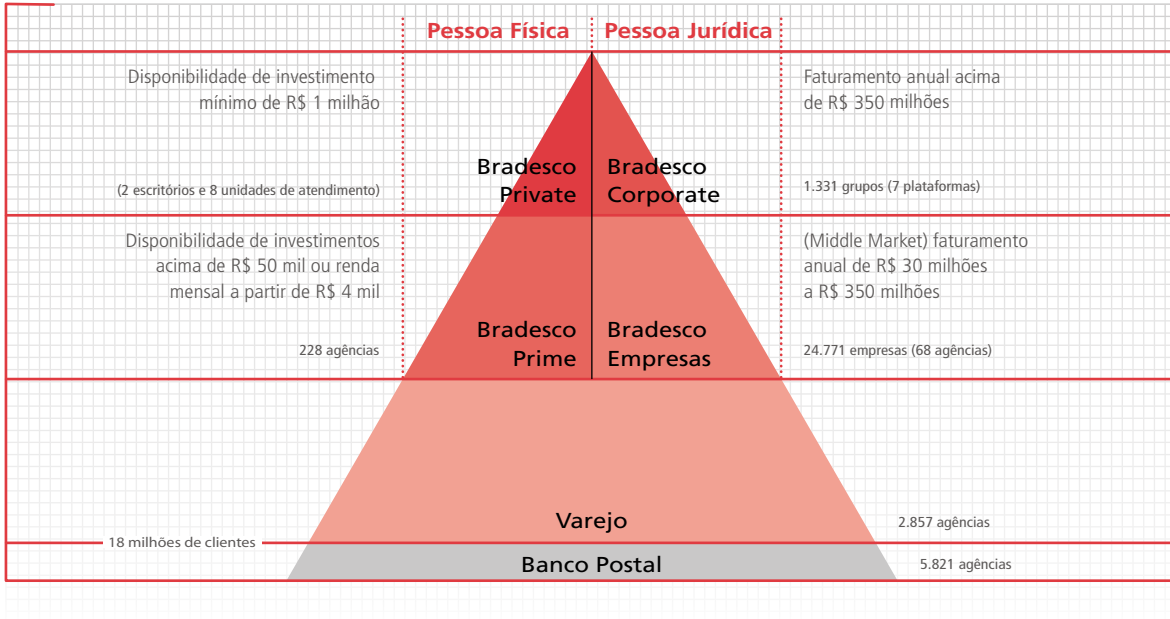 Pessoa Física
Pessoa Jurídica
Disponibilidade de investimento
mínimo de R$ 1 milhão
(2 escritórios e 8 unidades de atendimento)
Bradesco
Private
Bradesco
Corporate
Faturamento anual acima
de R$ 350 milhões
1.331 grupos (7 plataformas)
Disponibilidade de investimentos
acima de R$ 50 mil ou renda
mensal a partir de R$ 4 mil
228 agências
Bradesco
Prime
Bradesco
Empresas
(Middle Market) faturamento
anual de R$ 30 milhões
a R$ 350 milhões
24.771 empresas (68 agências)
Varejo
2.857 agências
18 milhões de clientes
Banco Postal
5.821 agências